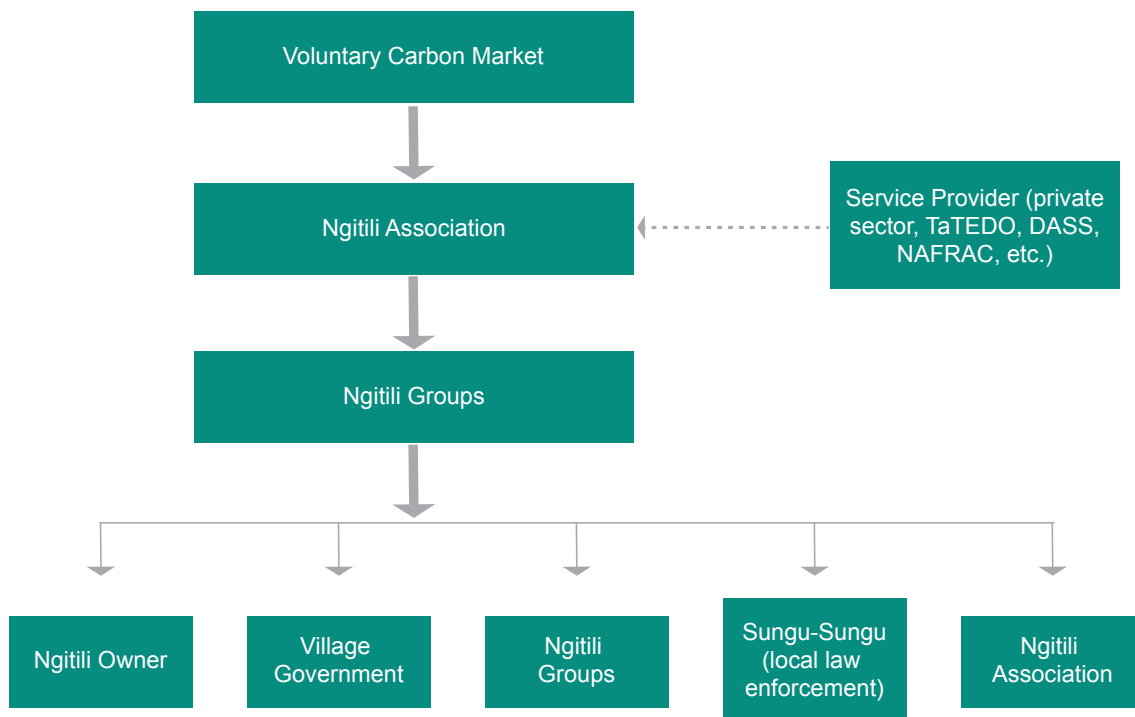 Voluntary Carbon Market
Ngitili Association
Service Provider (private
sector, TaTEDO, DASS,
NAFRAC, etc.)
Ngitili Groups
Ngitili Owner
Village
Government
Ngitili
Groups
Sungu-Sungu
(local law
enforcement)
Ngitili
Association